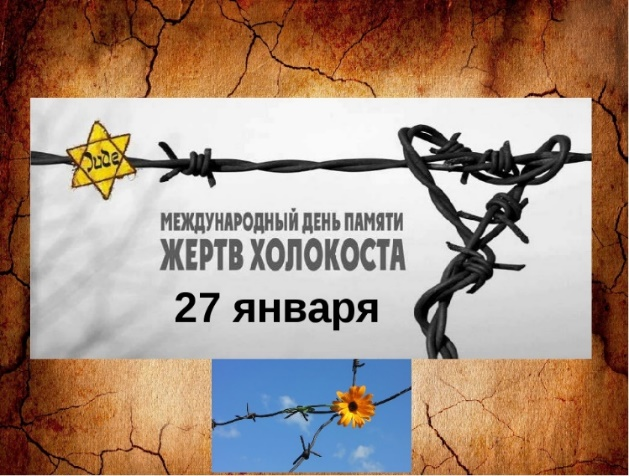 Jude
МЕЖДУНАРОДНЫЙ ДЕНЬ ПАМЯТИ
ЖЕРТВ ХОЛОКОСТА
27 января